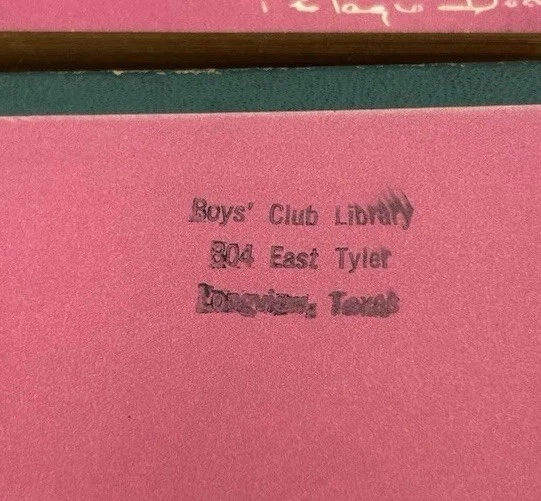 Boys' Club Library
804 East Tyler
Longview, Texas